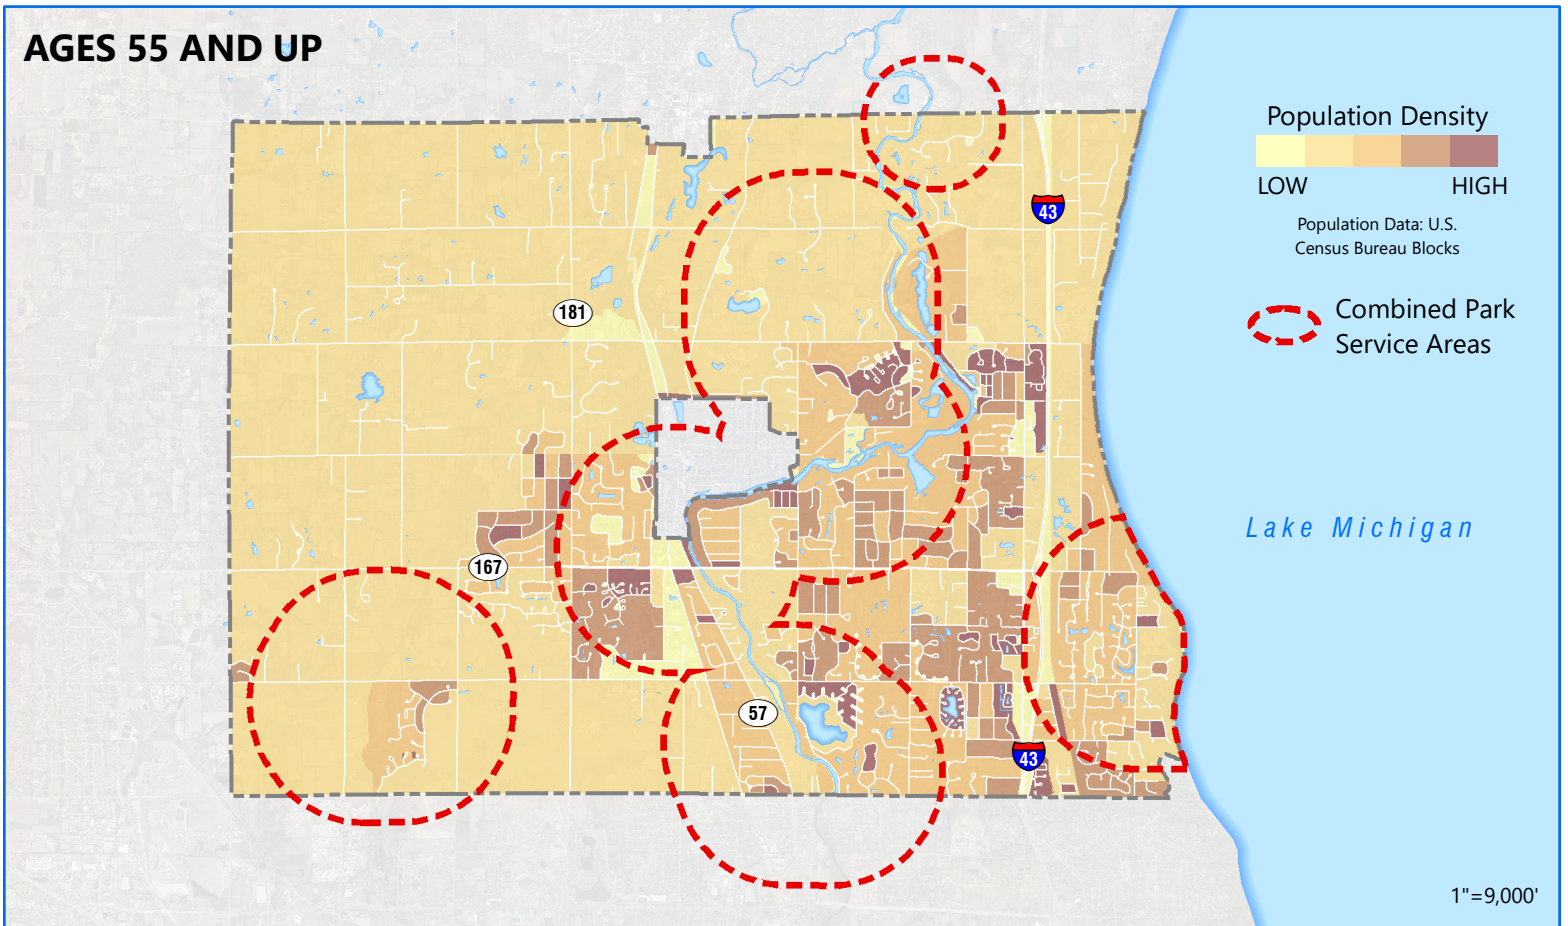 AGES 55 AND UP
Population Density
LOW HIGH
Population Data: U.S.
Census Bureau Blocks
Combined Park
Service Areas
43
181
Lake Michigan
167
57
43
1"=9,000'